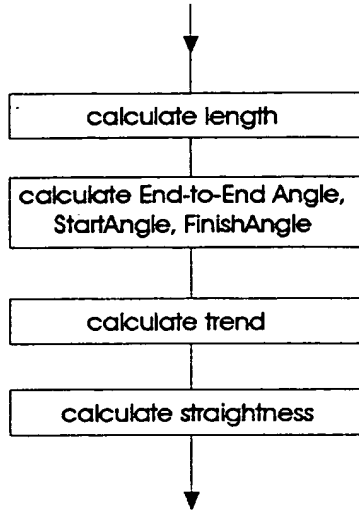 calculate length
calculate End-to-End Angle,
StartAngle, FinishAngle
calculate trend
calculate straightness